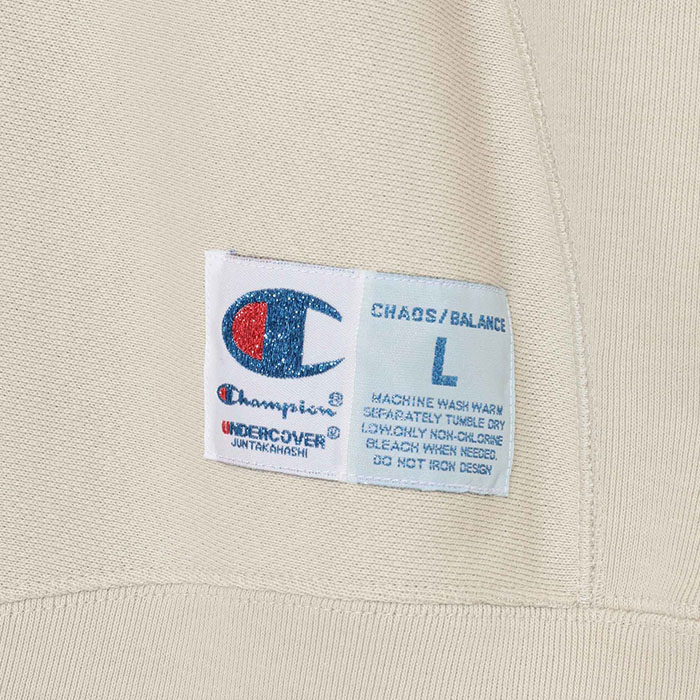 Champion®
UNDERCOVER®
JUNTAKAHASHI
CHAOS/BALANCE
L
MACHINE WASH WARM
SEPARATELY TUMBLE DRY
LOW.ONLY NON-CHLORINE
BLEACH WHEN NEEDED.
DO NOT IRON DESIGN